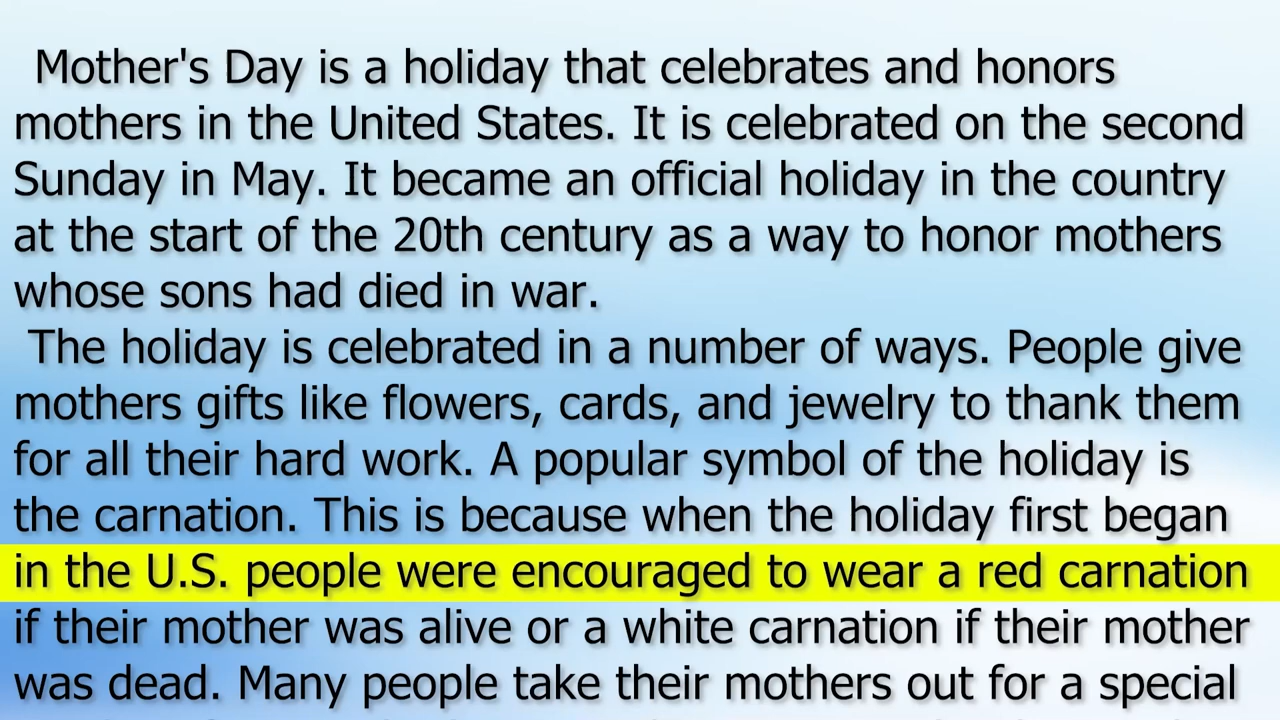 Mother's Day is a holiday that celebrates and honors
mothers in the United States. It is celebrated on the second
Sunday in May. It became an official holiday in the country
at the start of the 20th century as a way to honor mothers
whose sons had died in war.
The holiday is celebrated in a number of ways. People give
mothers gifts like flowers, cards, and jewelry to thank them
for all their hard work. A popular symbol of the holiday is
the carnation. This is because when the holiday first began
in the U.S. people were encouraged to wear a red carnation
if their mother was alive or a white carnation if their mother
was dead. Many people take their mothers out for a special